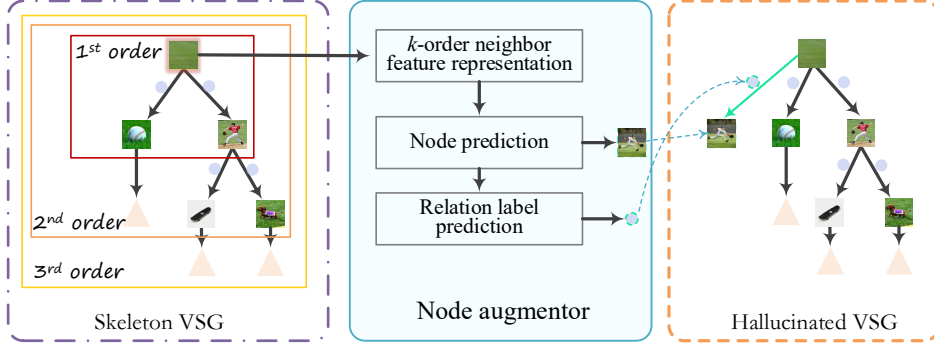 1st order
2nd order
3rd order
Skeleton VSG
k-order neighbor
feature representation
Node prediction
Relation label
prediction
Node augmentor
Hallucinated VSG